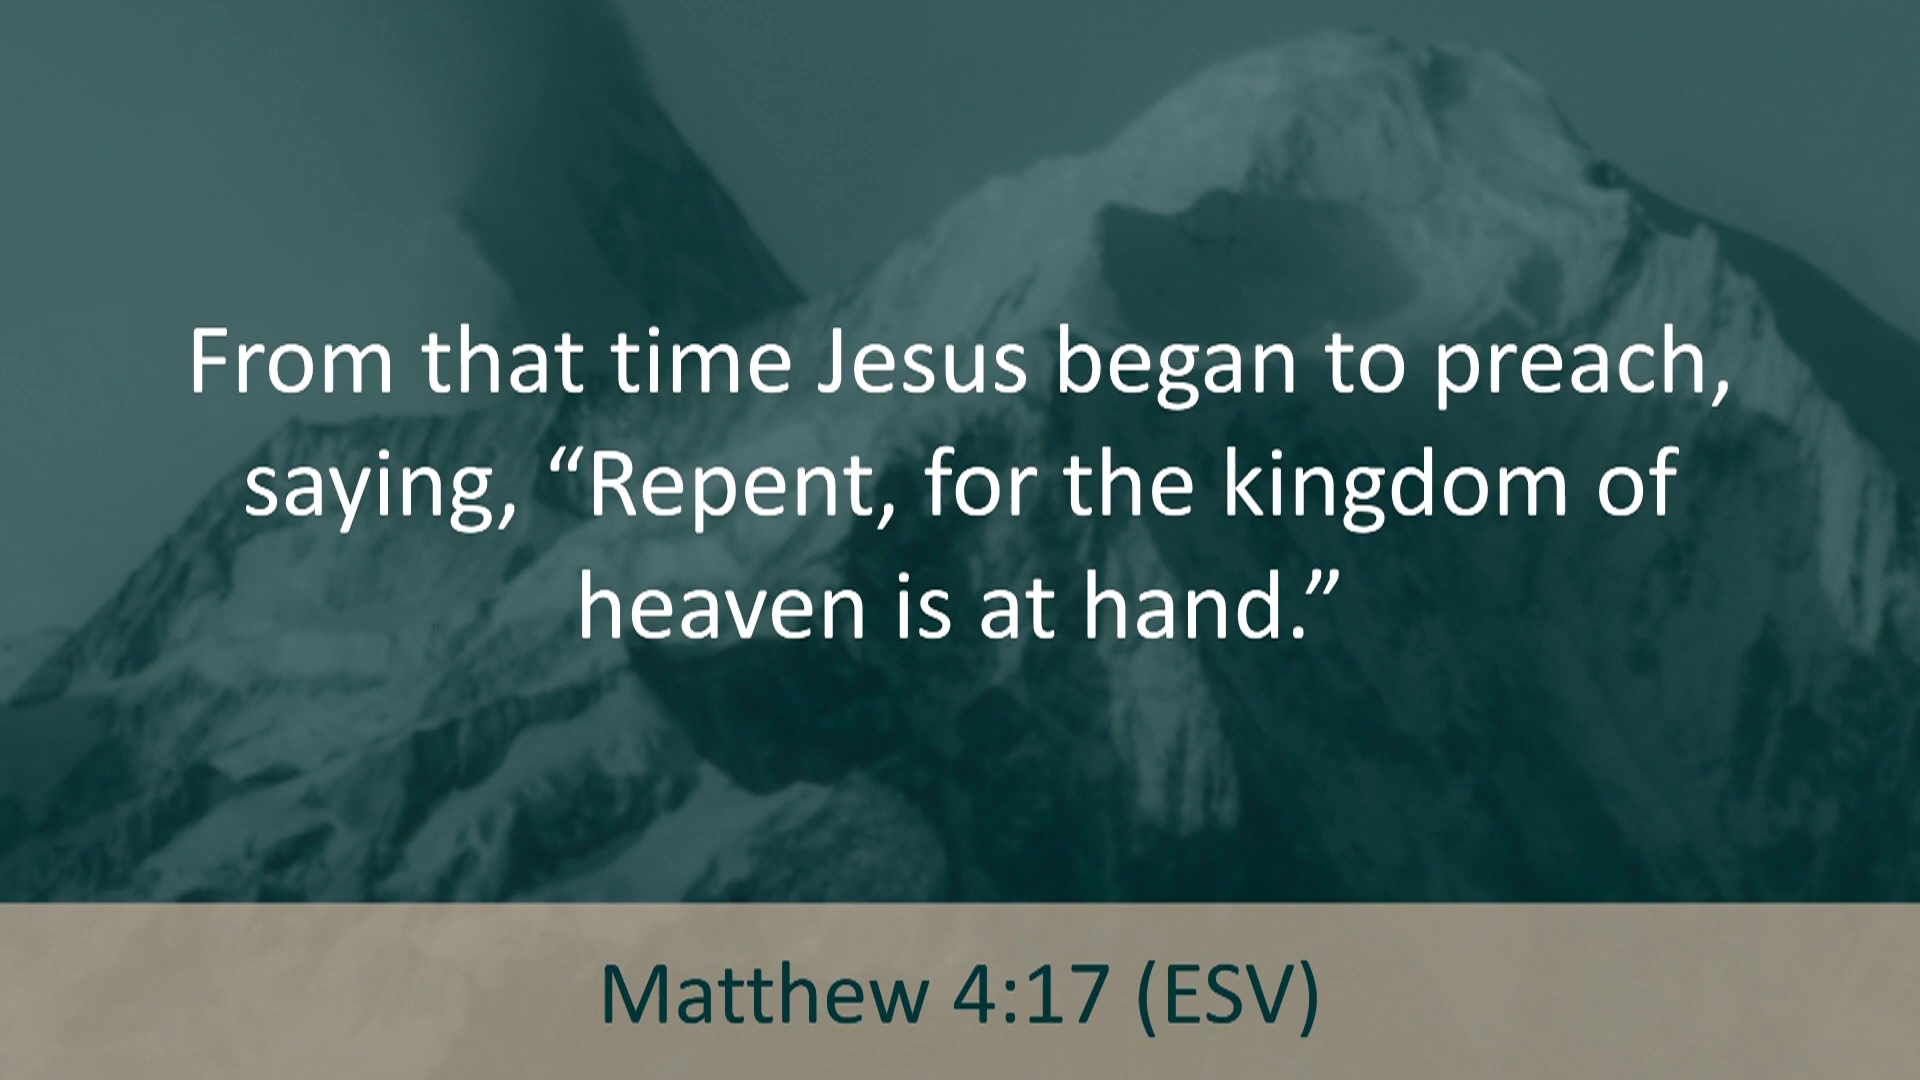 From that time Jesus began to preach,
saying, “Repent, for the kingdom of
heaven is at hand.”
Matthew 4:17 (ESV)